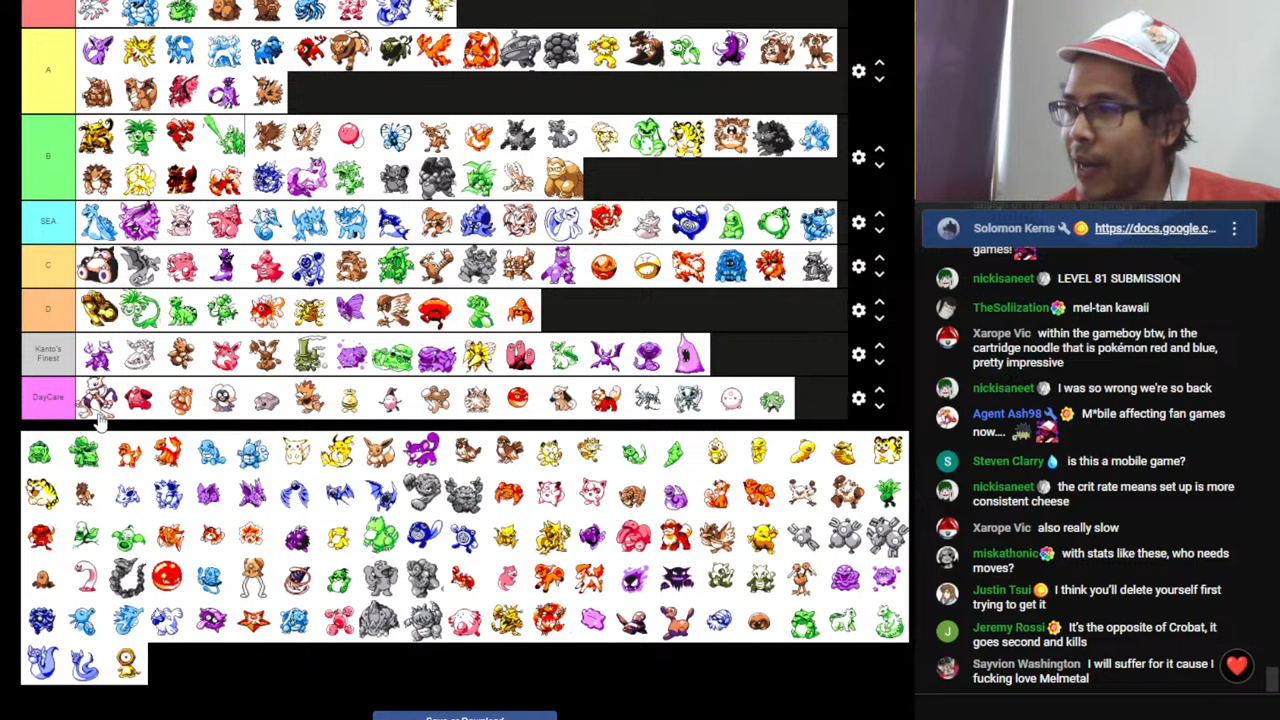 A
B
SEA
C
D
Kanto's
Finest
DayCare
Solomon Kerns https://docs.google.c...
games!
nickisaneet LEVEL 81 SUBMISSION
TheSoliization mel-tan kawaii
Xarope Vic within the gameboy btw, in the
cartridge noodle that is pokémon red and blue,
pretty impressive
nickisaneet I was so wrong we're so back
Agent Ash98 M*bile affecting fan games
now....
S
Steven Clarry is this a mobile game?
nickisaneet the crit rate means set up is more
consistent cheese
Xarope Vic also really slow
miskathonic with stats like these, who needs
moves?
Justin Tsui I think you'll delete yourself first
trying to get it
J
Jeremy Rossi It's the opposite of Crobat, it
goes second and kills
Sayvion Washington I will suffer for it cause I
fucking love Melmetal
Save or Download